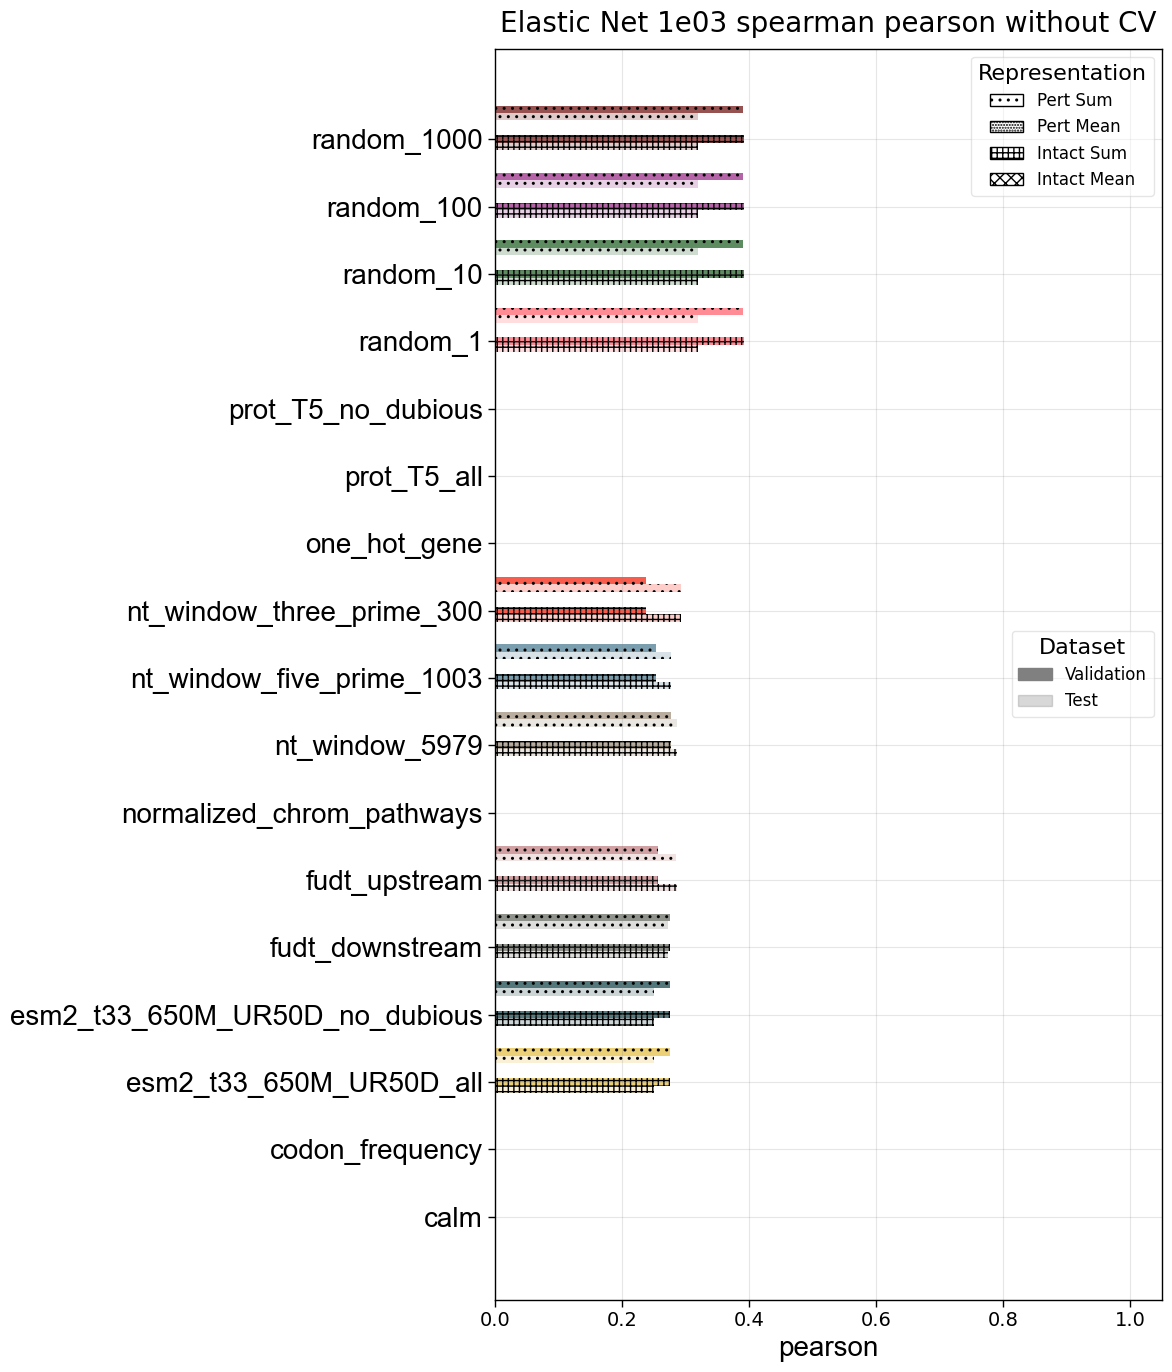 Elastic Net 1e03 spearman pearson without CV
Representation
Pert Sum
Pert Mean
Intact Sum
Intact Mean
random_1000
random_100
random_10
random_1
prot_T5_no_dubious
prot_T5_all
one_hot_gene
nt_window_three_prime_300
nt_window_five_prime_1003
nt_window_5979
normalized_chrom_pathways
fudt_upstream
fudt_downstream
esm2_t33_650M_UR50D_no_dubious
esm2_t33_650M_UR50D_all
codon_frequency
calm
Dataset
Validation
Test
0.0 0.2 0.4 0.6 0.8 1.0
pearson